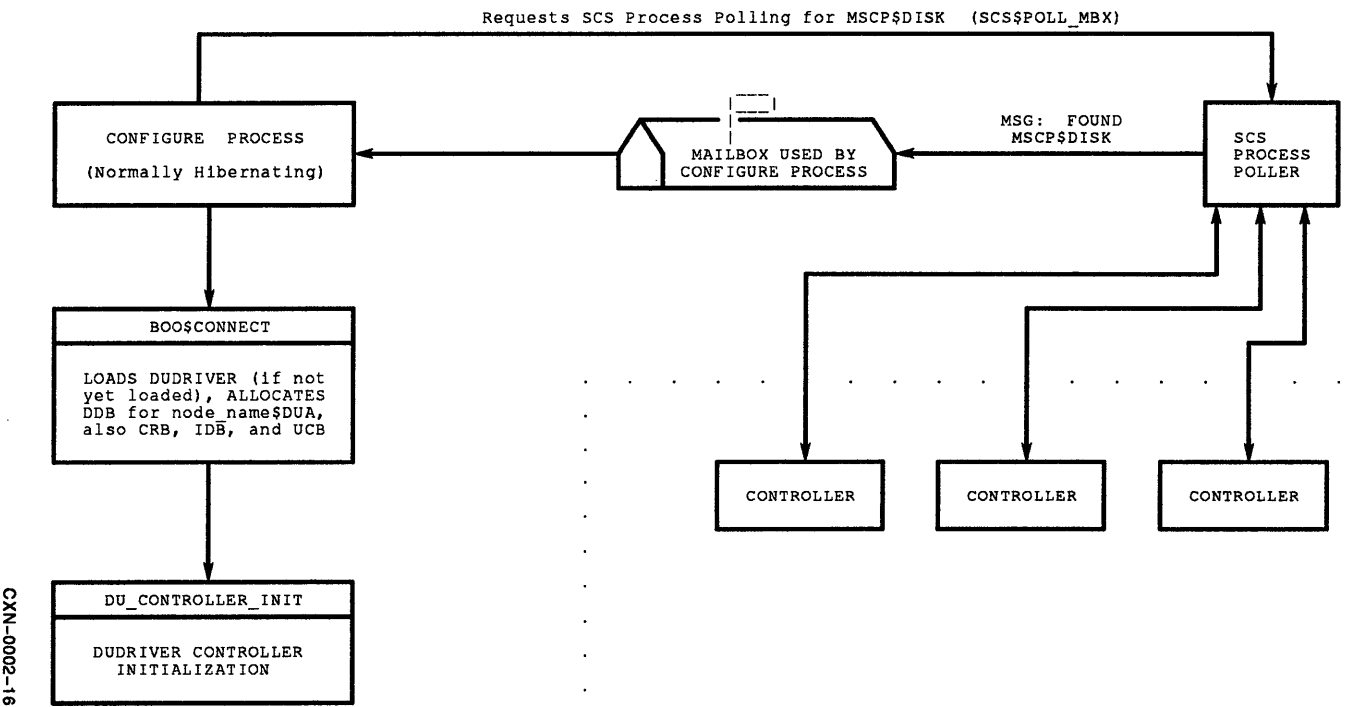 Requests SCS Process Polling for MSCP$DISK (SCS$POLL_MBX)
CONFIGURE PROCESS
(Normally Hibernating)
MAILBOX USED BY
CONFIGURE PROCESS
MSG: FOUND
MSCP$DISK
SCS
PROCESS
POLLER
BOO$CONNECT
LOADS DUDRIVER (if not
yet loaded), ALLOCATES
DDB for node_name$DUA,
also CRB, IDB, and UCB
CONTROLLER
CONTROLLER
CONTROLLER
DU_CONTROLLER_INIT
DUDRIVER CONTROLLER
INITIALIZATION
CXN-0002-16